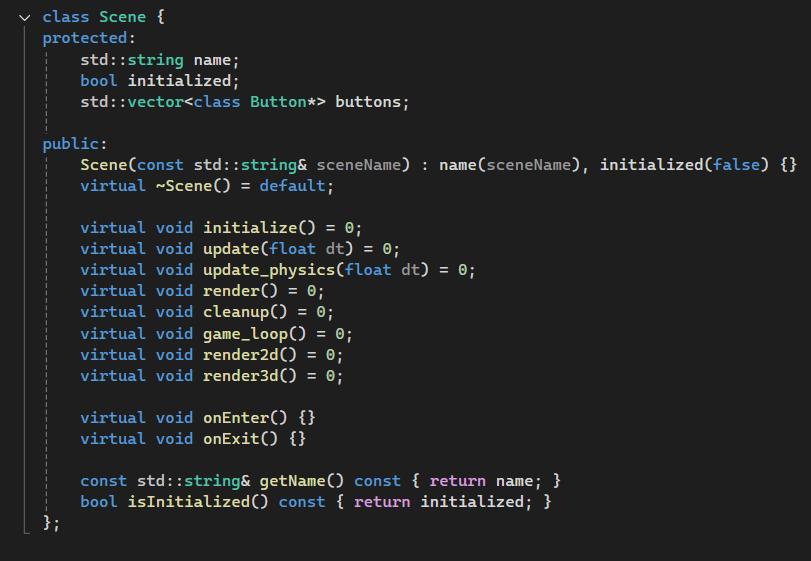 class Scene {
protected:
    std::string name;
    bool initialized;
    std::vector<class Button*> buttons;

public:
    Scene(const std::string& sceneName) : name(sceneName), initialized(false) {}
    virtual ~Scene() = default;

    virtual void initialize() = 0;
    virtual void update(float dt) = 0;
    virtual void update_physics(float dt) = 0;
    virtual void render() = 0;
    virtual void cleanup() = 0;
    virtual void game_loop() = 0;
    virtual void render2d() = 0;
    virtual void render3d() = 0;

    virtual void onEnter() {}
    virtual void onExit() {}

    const std::string& getName() const { return name; }
    bool isInitialized() const { return initialized; }
};